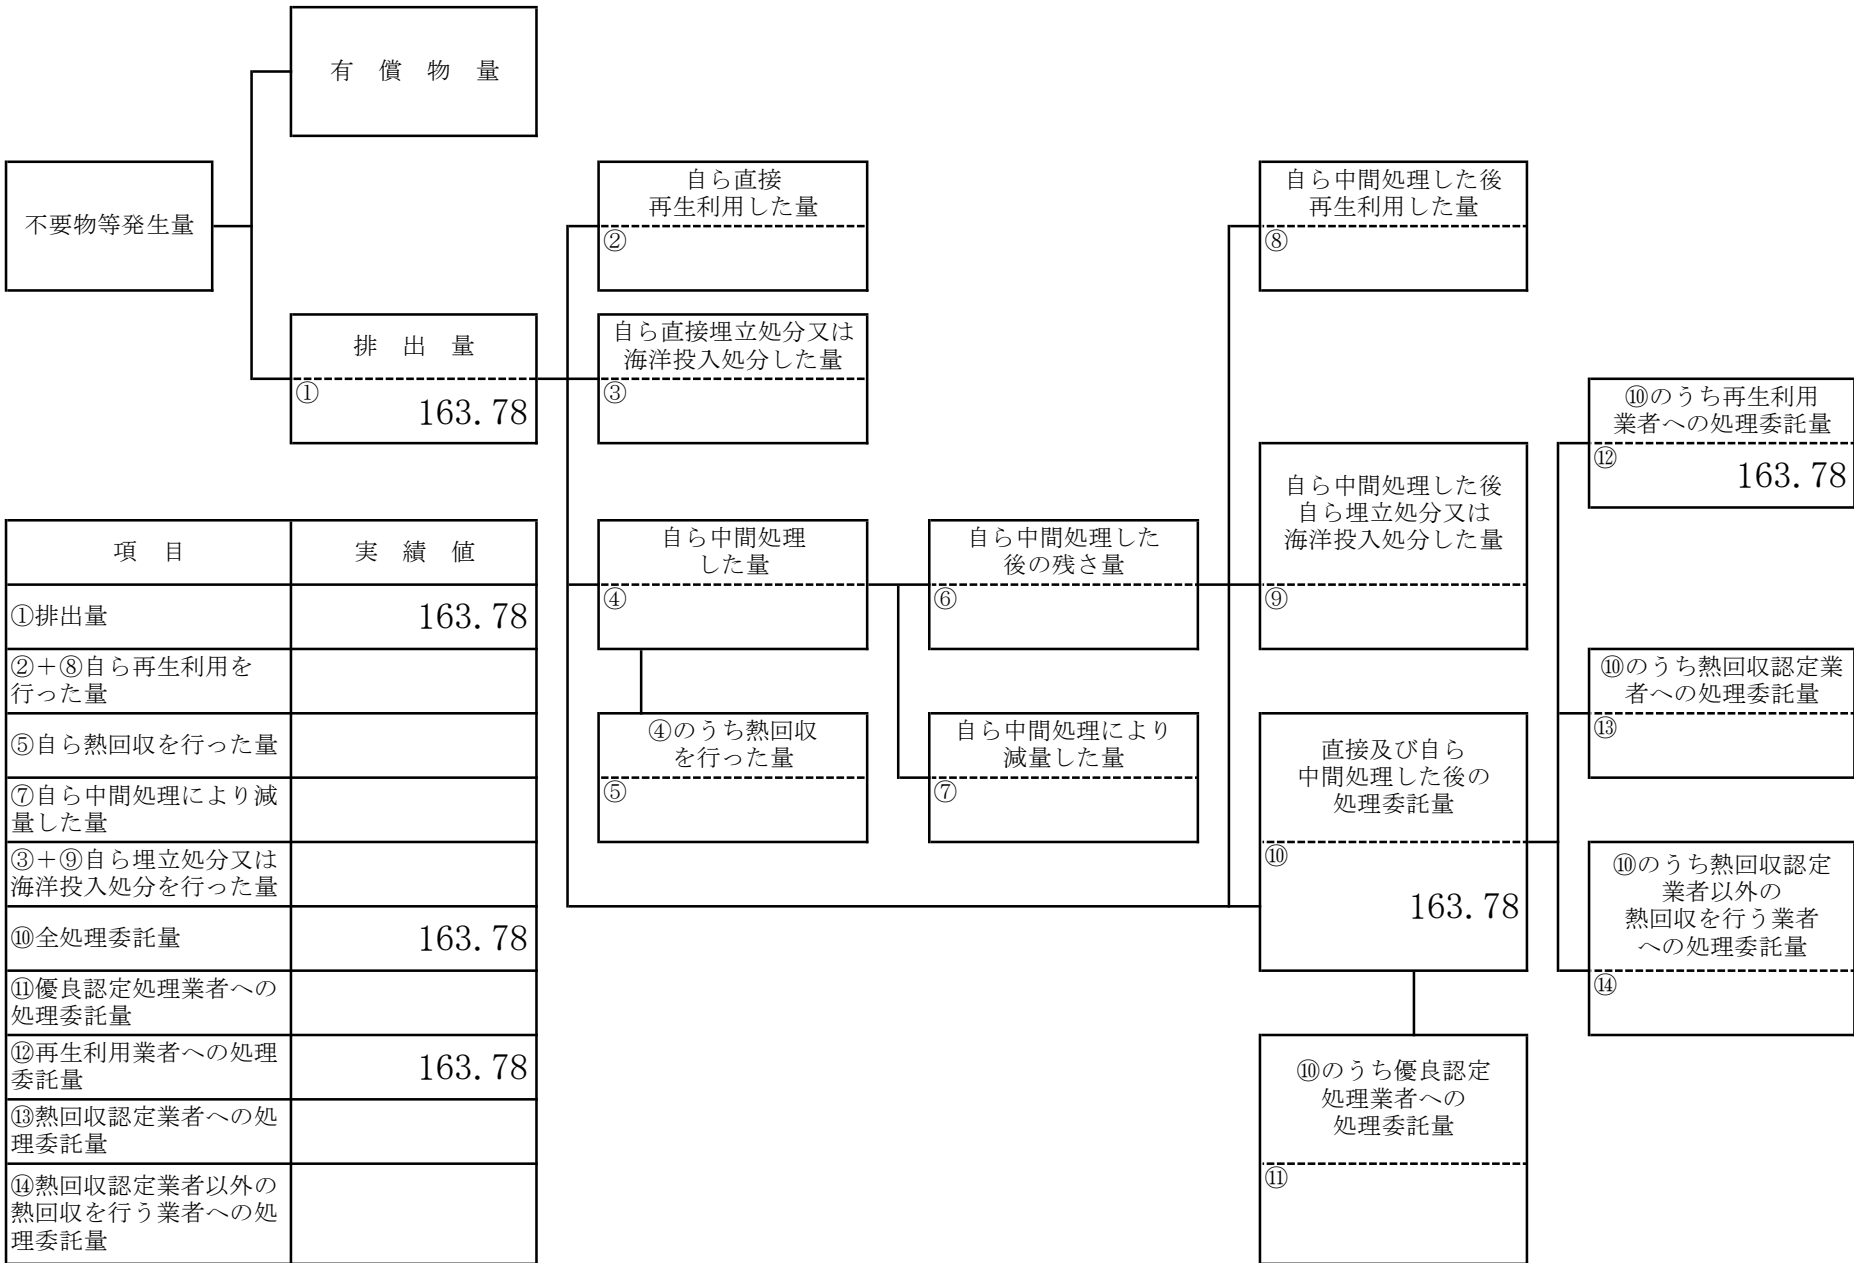 有 償 物 量
不要物等発生量
排 出 量
①
163.78
自ら直接
再生利用した量
②
自ら直接埋立処分又は
海洋投入処分した量
③
自ら中間処理
した量
④
④のうち熱回収
を行った量
⑤
自ら中間処理した
後の残さ量
⑥
自ら中間処理により
減量した量
⑦
自ら中間処理した後
再生利用した量
⑧
自ら中間処理した後
自ら埋立処分又は
海洋投入処分した量
⑨
直接及び自ら
中間処理した後の
処理委託量
⑩
163.78
⑩のうち優良認定
処理業者への
処理委託量
⑪
⑩のうち再生利用
業者への処理委託量
⑫
163.78
⑩のうち熱回収認定業
者への処理委託量
⑬
⑩のうち熱回収認定
業者以外の
熱回収を行う業者
への処理委託量
⑭
項 目 実 績 値
①排出量 163.78
②+⑧自ら再生利用を
行った量
⑤自ら熱回収を行った量
⑦自ら中間処理により減
量した量
③+⑨自ら埋立処分又は
海洋投入処分を行った量
⑩全処理委託量 163.78
⑪優良認定処理業者への
処理委託量
⑫再生利用業者への処理
委託量 163.78
⑬熱回収認定業者への処
理委託量
⑭熱回収認定業者以外の
熱回収を行う業者への処
理委託量